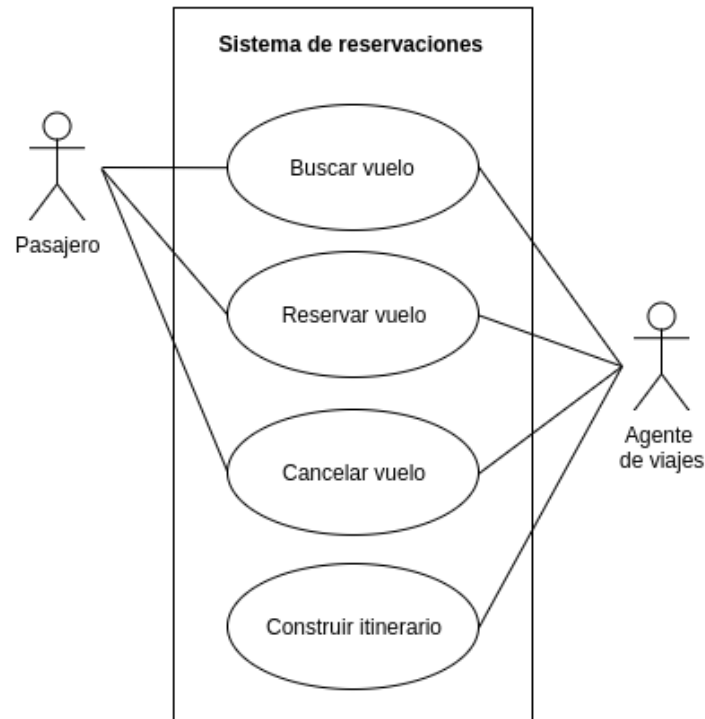 Sistema de reservaciones
Buscar vuelo
Pasajero
Reservar vuelo
Agente
de viajes
Cancelar vuelo
Construir itinerario